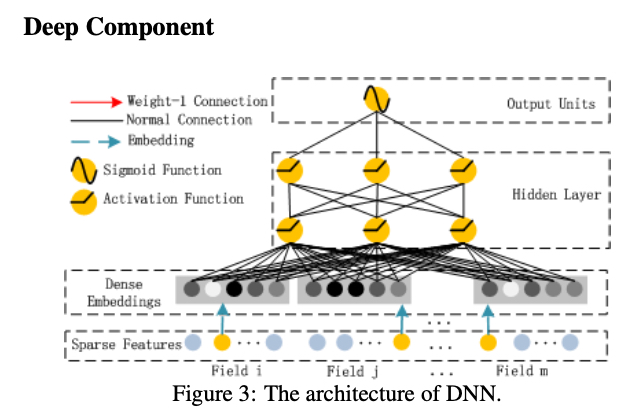 Deep Component
Weight-1 Connection
Normal Connection
Embedding
Sigmoid Function
Activation Function
Output Units
Hidden Layer
Dense
Embeddings
...
Sparse Features ... ... ... ...
Field i Field j ... Field m
Figure 3: The architecture of DNN.